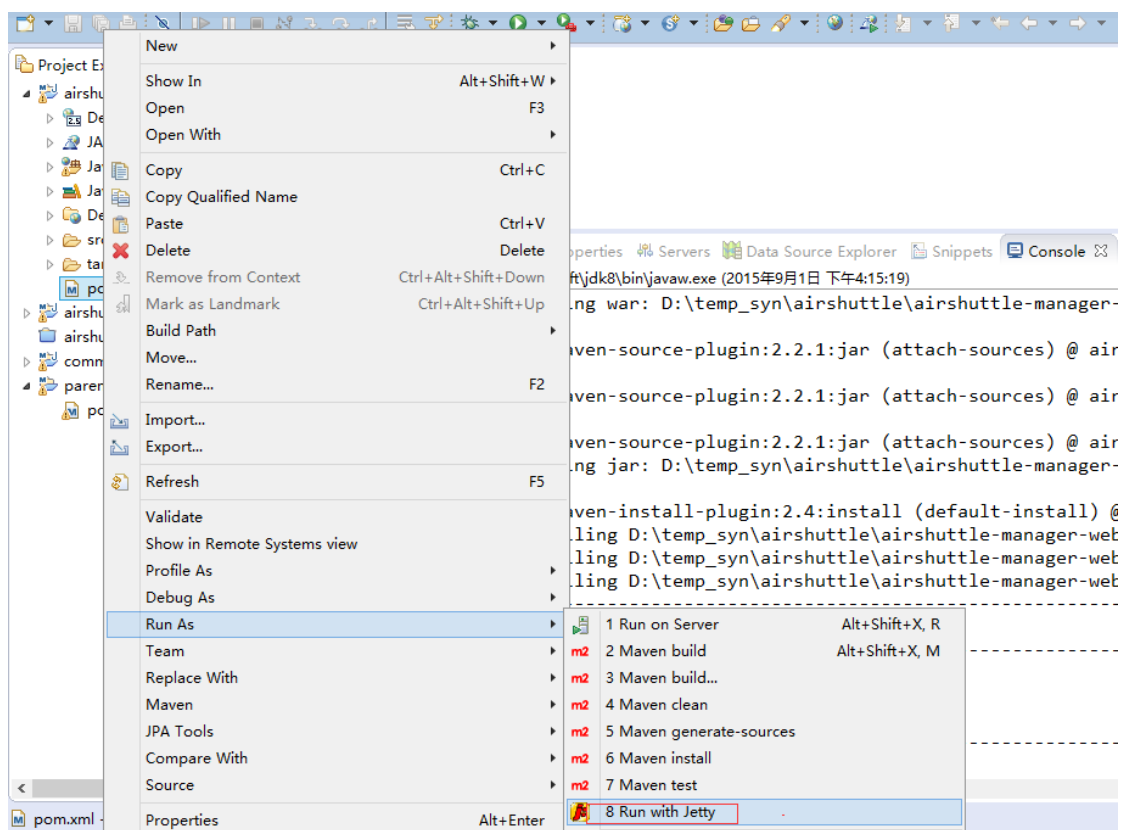 New
Project Ex
Show In Alt+Shift+W
airshu
Open F3
De
Open With
JA
Ja
Copy Ctrl+C
Ja
Copy Qualified Name
De
Paste Ctrl+V
src
Delete Delete
operties Servers Data Source Explorer Snippets Console
tar
Remove from Context Ctrl+Alt+Shift+Down
ft\jdk8\bin\javaw.exe (2015年9月1日 下午4:15:19)
po
Mark as Landmark Ctrl+Alt+Shift+Up
ing war: D:\temp_syn\airshuttle\airshuttle-manager-
airshu
Build Path
airshu
Move...
aven-source-plugin:2.2.1:jar (attach-sources) @ air
comm
Rename... F2
paren
aven-source-plugin:2.2.1:jar (attach-sources) @ air
po
Import...
Export...
aven-source-plugin:2.2.1:jar (attach-sources) @ air
ing jar: D:\temp_syn\airshuttle\airshuttle-manager-
Refresh F5
Validate
aven-install-plugin:2.4:install (default-install) @
Show in Remote Systems view
lling D:\temp_syn\airshuttle\airshuttle-manager-web
Profile As
lling D:\temp_syn\airshuttle\airshuttle-manager-web
Debug As
lling D:\temp_syn\airshuttle\airshuttle-manager-web
Run As
1 Run on Server Alt+Shift+X, R
Team
2 Maven build Alt+Shift+X, M
Replace With
3 Maven build...
Maven
4 Maven clean
JPA Tools
5 Maven generate-sources
Compare With
6 Maven install
Source
7 Maven test
8 Run with Jetty
pom.xml -
Properties Alt+Enter